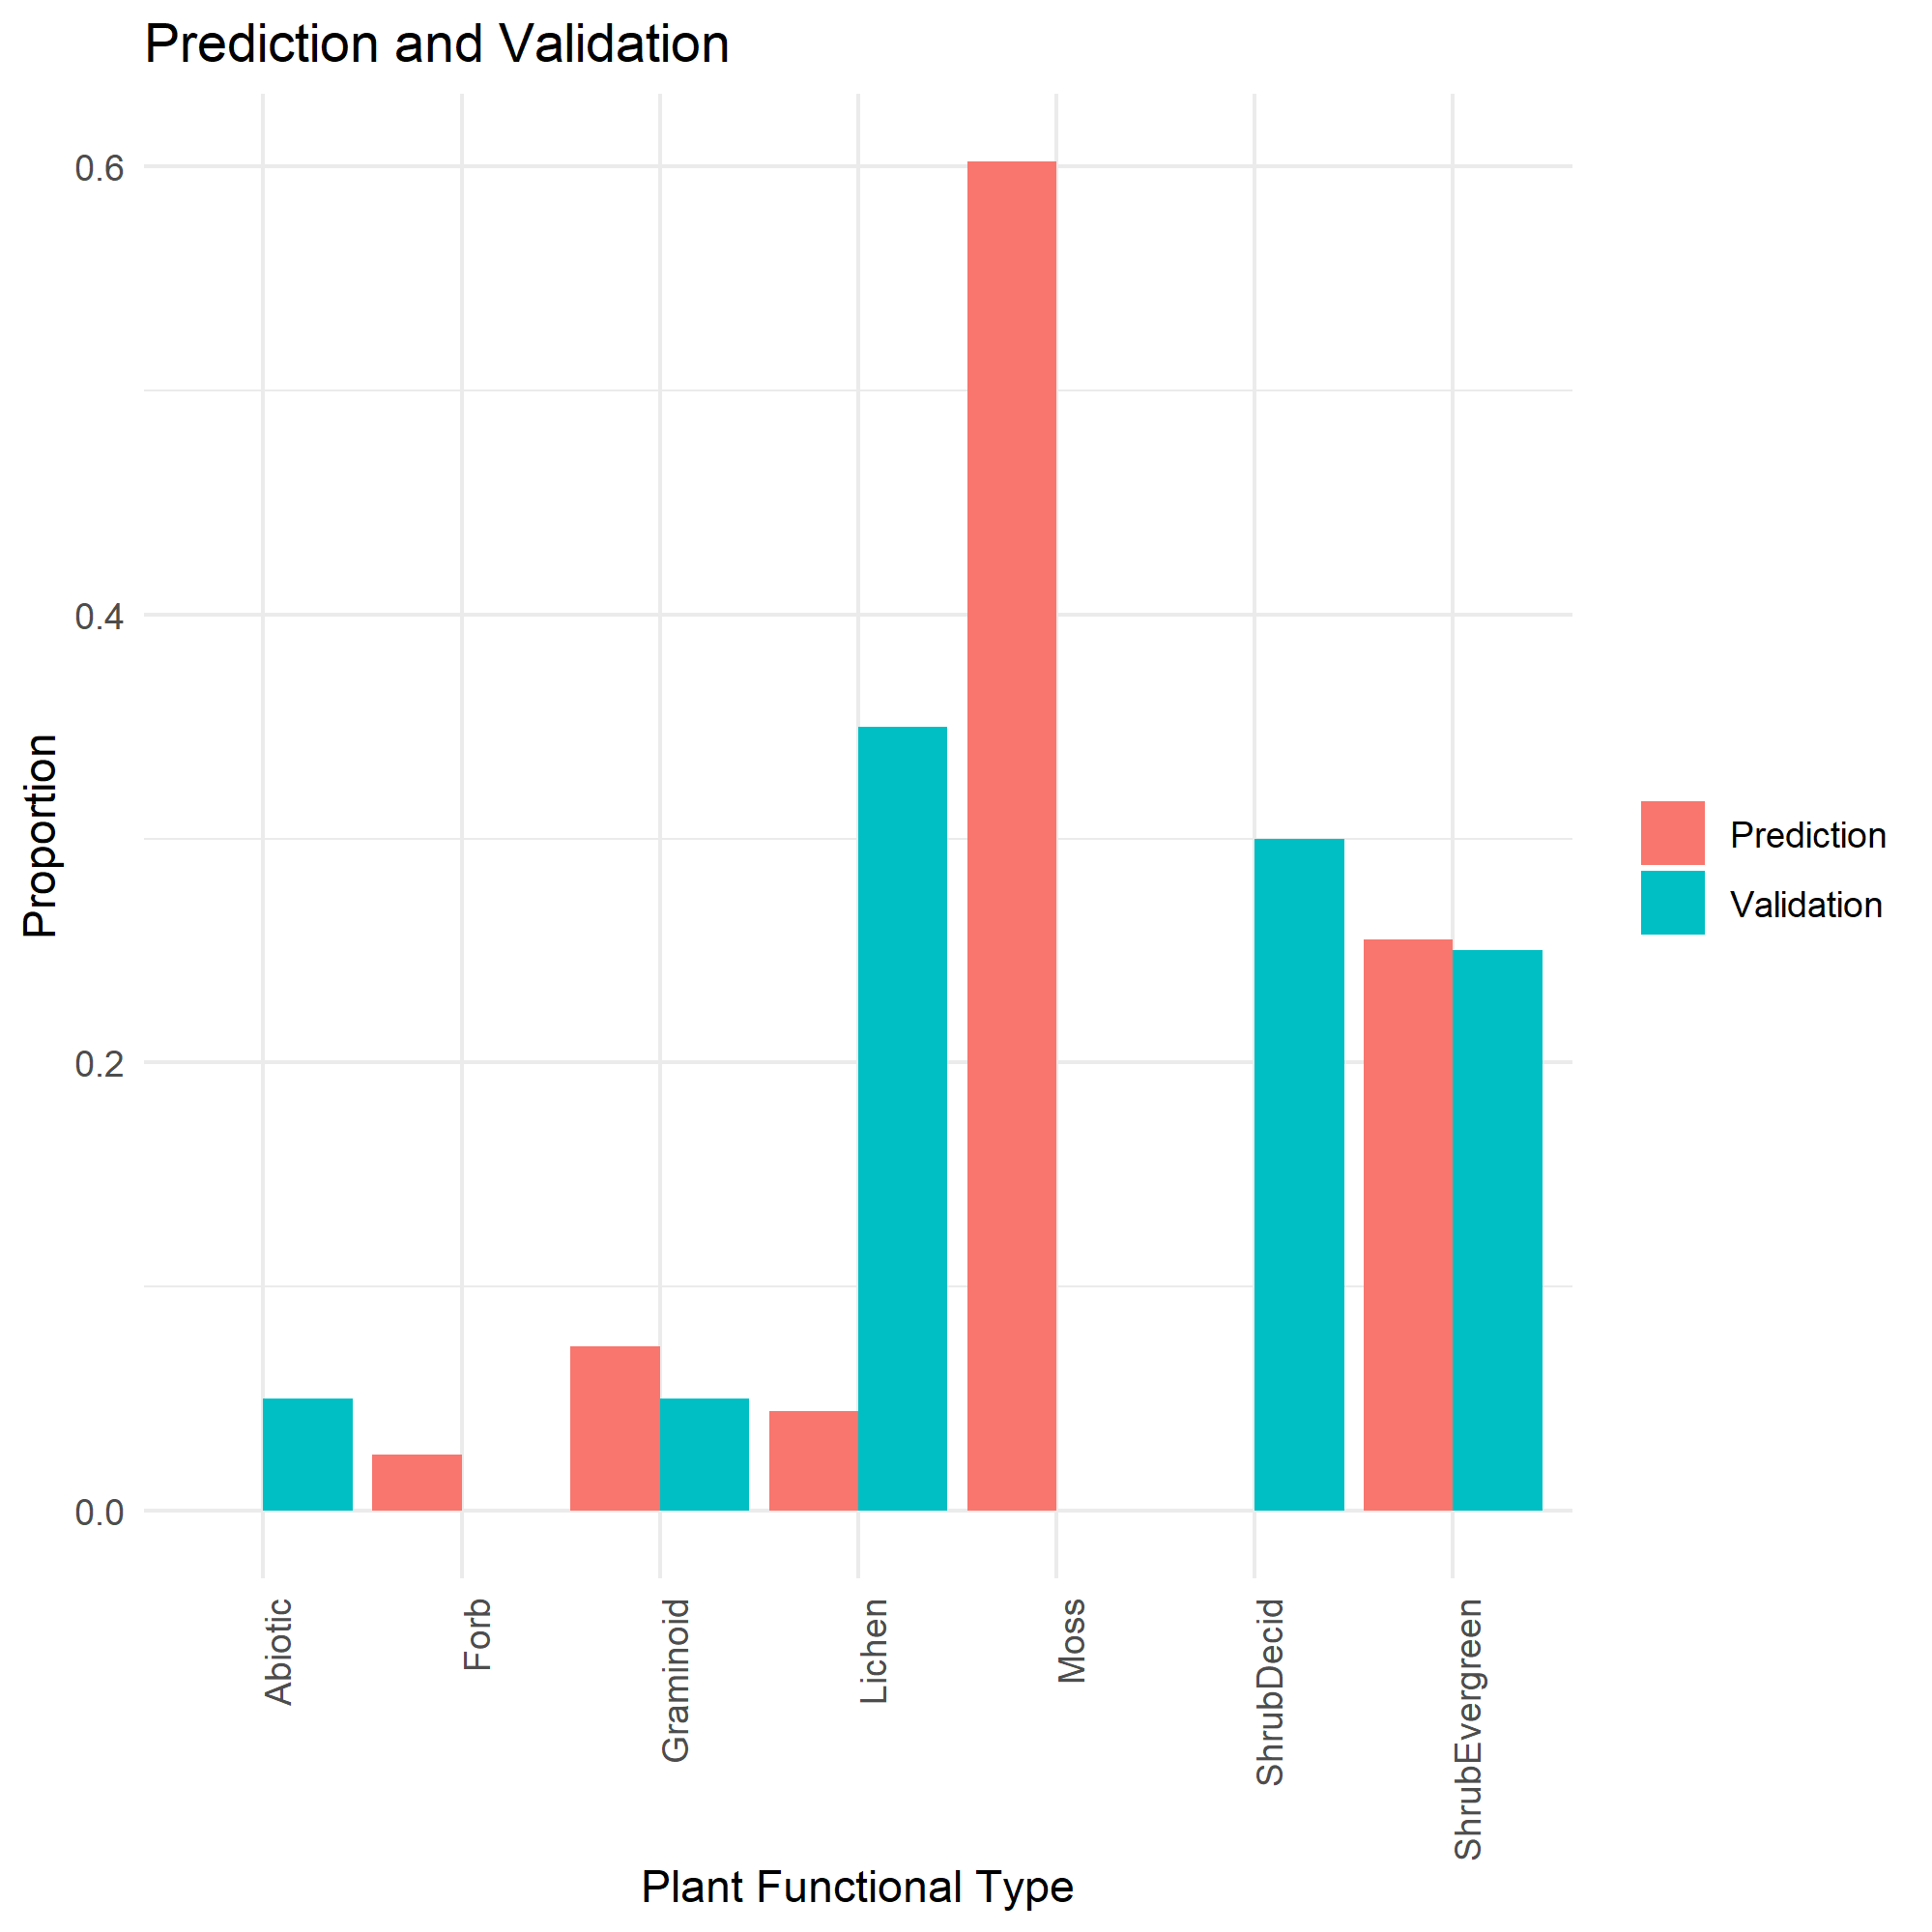 Prediction and Validation
0.6
0.4
0.2
0.0
Proportion
Abiotic
Forb
Graminoid
Lichen
Moss
ShrubDecid
ShrubEvergreen
Plant Functional Type
Prediction
Validation